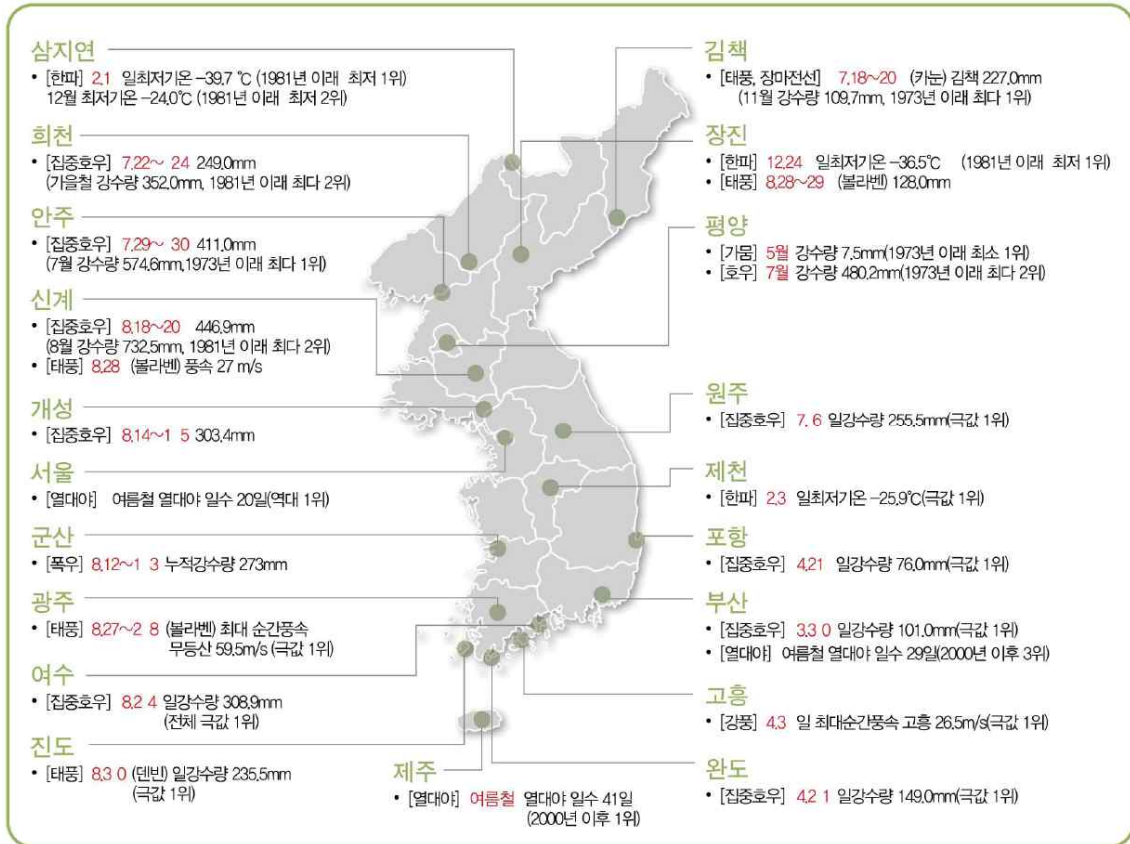 삼지연
• [한파] 2.1 일최저기온 -39.7 ℃ (1981년 이래 최저 1위)
12월 최저기온 -24.0℃ (1981년 이래 최저 2위)
희천
• [집중호우] 7.22~ 24 249.0mm
(가을철 강수량 352.0mm, 1981년 이래 최다 2위)
안주
• [집중호우] 7.29~ 30 411.0mm
(7월 강수량 574.6mm,1973년 이래 최다 1위)
신계
• [집중호우] 8.18~20 446.9mm
(8월 강수량 732.5mm, 1981년 이래 최다 2위)
• [태풍] 8.28 (볼라벤) 풍속 27 m/s
개성
• [집중호우] 8.14~1 5 303.4mm
서울
• [열대야] 여름철 열대야 일수 20일(역대 1위)
군산
• [폭우] 8.12~1 3 누적강수량 273mm
광주
• [태풍] 8.27~2 8 (볼라벤) 최대 순간풍속
무등산 59.5m/s (극값 1위)
여수
• [집중호우] 8.2 4 일강수량 308.9mm
(전체 극값 1위)
진도
• [태풍] 8.3 0 (덴빈) 일강수량 235.5mm
(극값 1위)
제주
• [열대야] 여름철 열대야 일수 41일
(2000년 이후 1위)
김책
• [태풍, 장마전선] 7.18~20 (카눈) 김책 227.0mm
(11월 강수량 109.7mm, 1973년 이래 최다 1위)
장진
• [한파] 12.24 일최저기온 -36.5℃ (1981년 이래 최저 1위)
• [태풍] 8.28~29 (볼라벤) 128.0mm
평양
• [가뭄] 5월 강수량 7.5mm(1973년 이래 최소 1위)
• [호우] 7월 강수량 480.2mm(1973년 이래 최다 2위)
원주
• [집중호우] 7. 6 일강수량 255.5mm(극값 1위)
제천
• [한파] 2.3 일최저기온 -25.9℃(극값 1위)
포항
• [집중호우] 4.21 일강수량 76.0mm(극값 1위)
부산
• [집중호우] 3.3 0 일강수량 101.0mm(극값 1위)
• [열대야] 여름철 열대야 일수 29일(2000년 이후 3위)
고흥
• [강풍] 4.3 일 최대순간풍속 고흥 26.5m/s(극값 1위)
완도
• [집중호우] 4.2 1 일강수량 149.0mm(극값 1위)